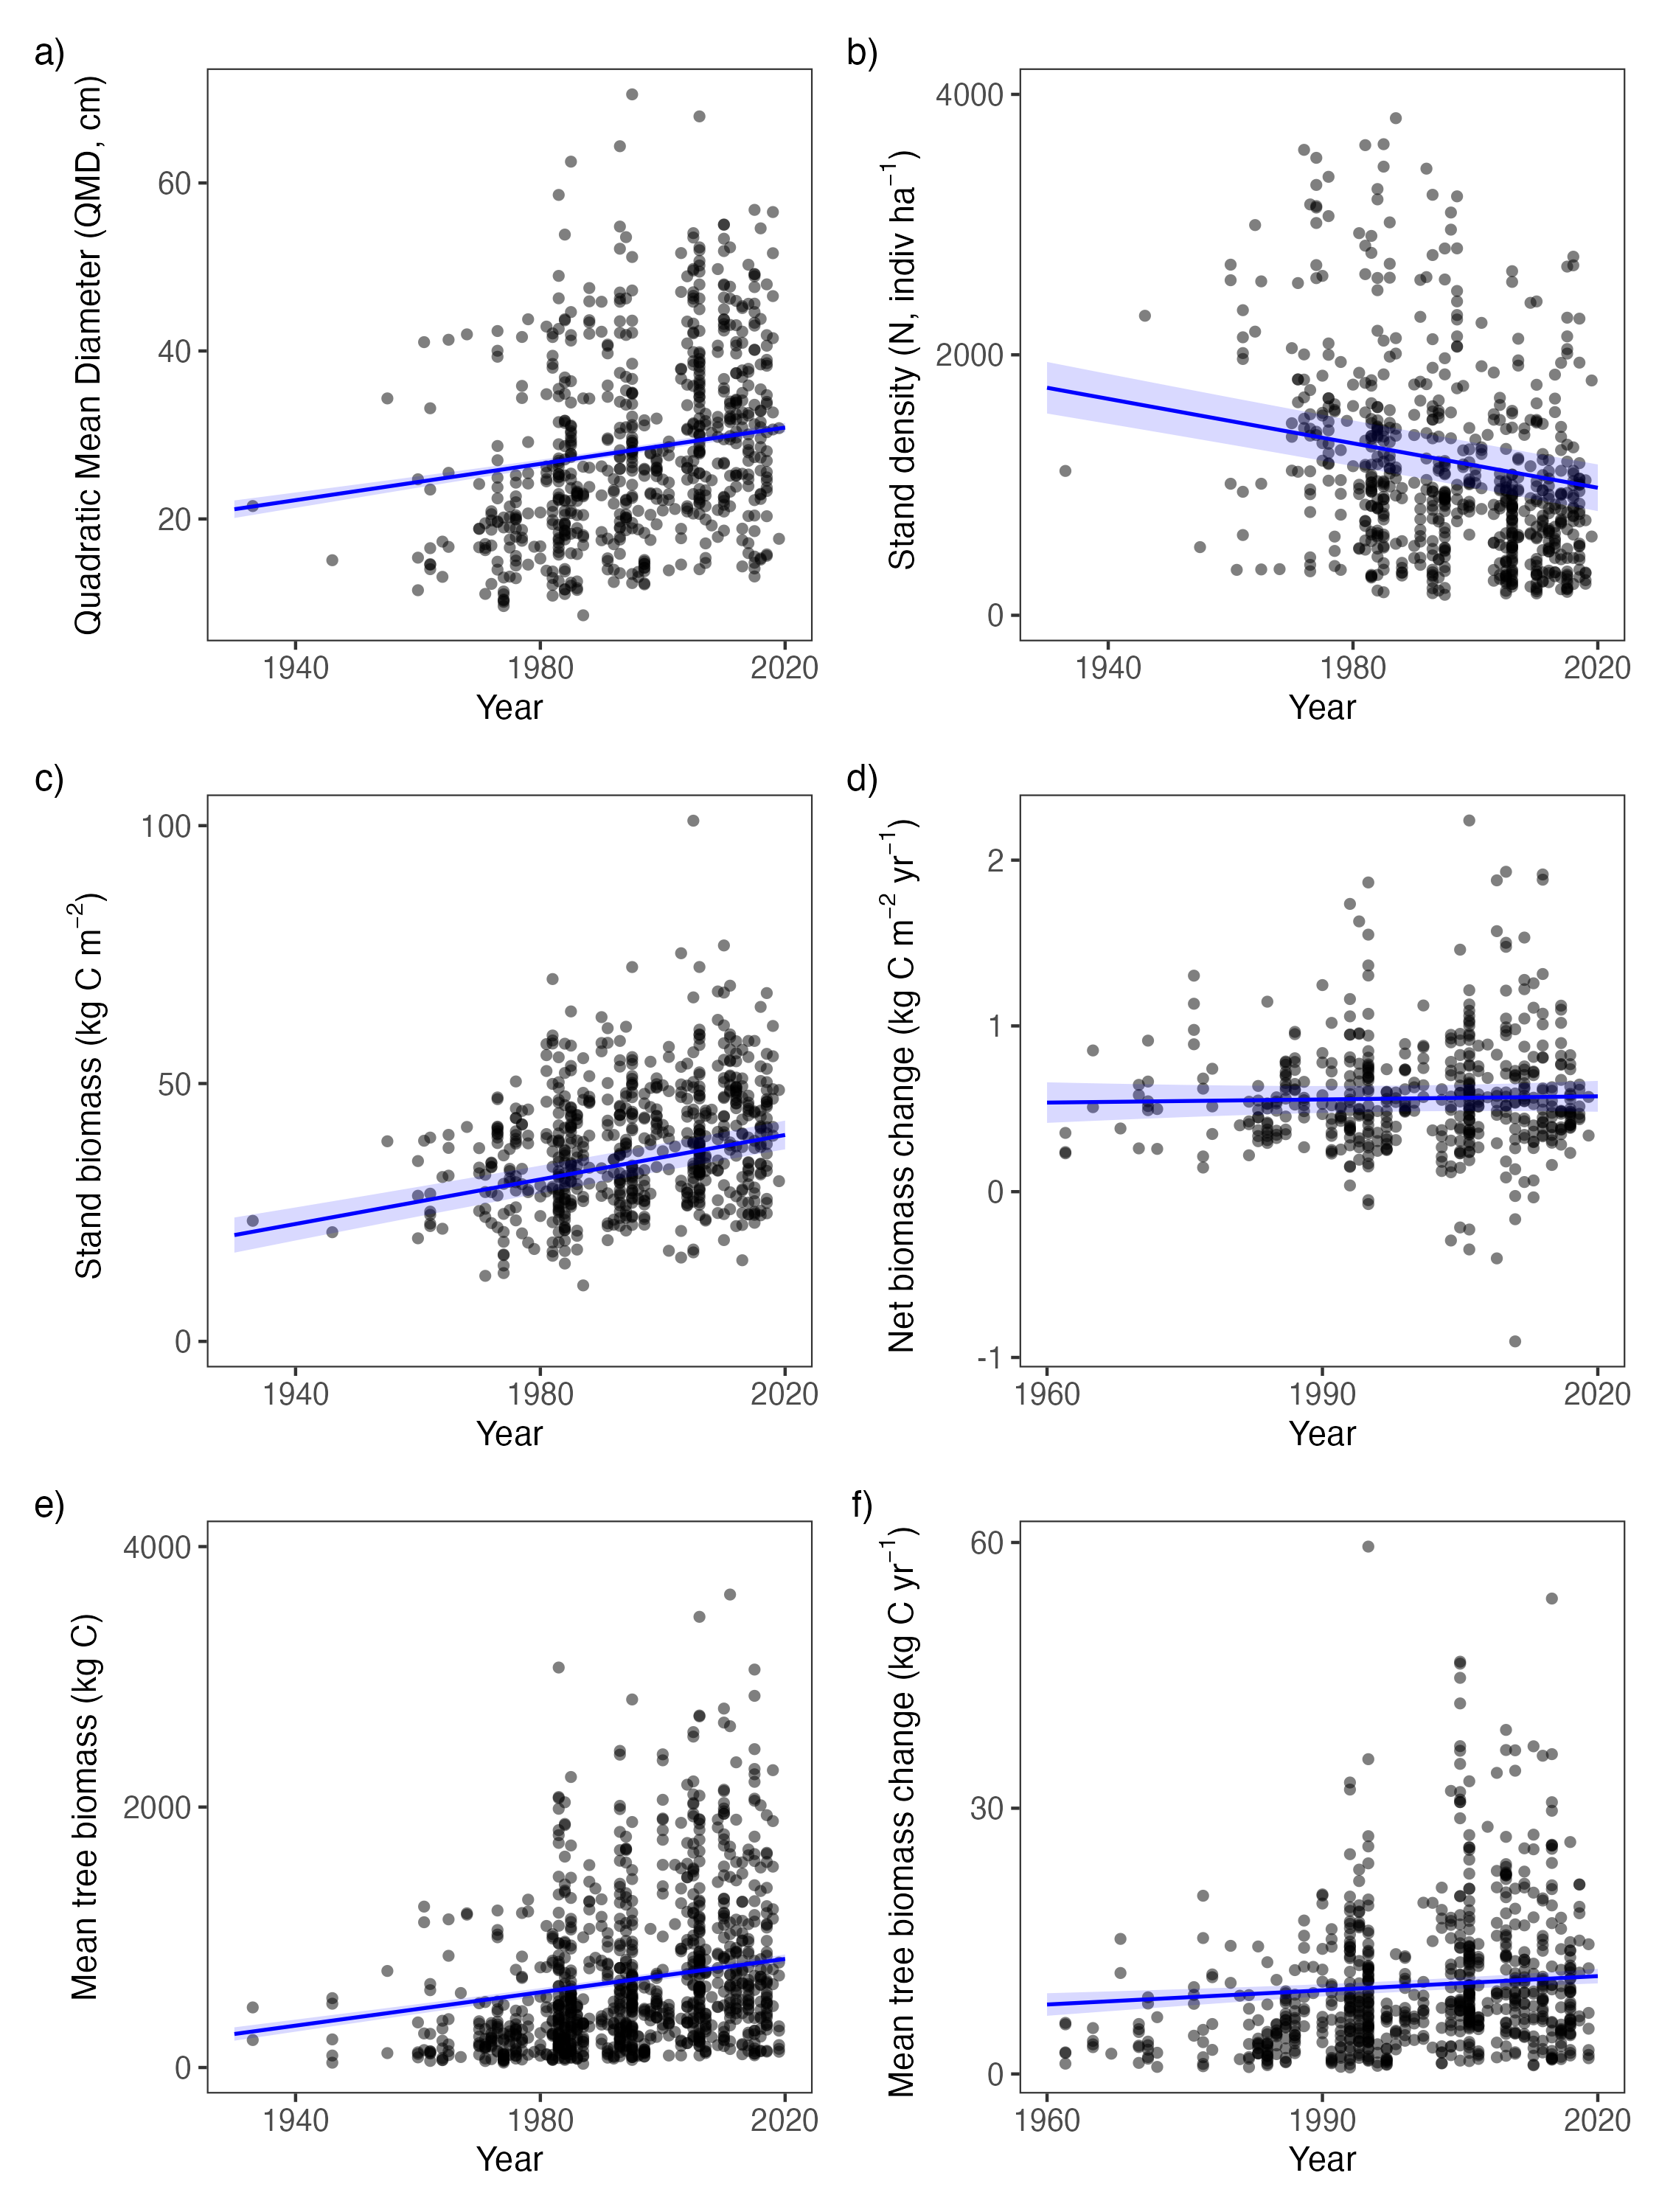 a)
Quadratic Mean Diameter (QMD, cm)
60
40
20
1940 1980 2020
Year
b)
Stand density (N, indiv ha⁻¹)
4000
2000
0
1940 1980 2020
Year
c)
Stand biomass (kg C m⁻²)
100
50
0
1940 1980 2020
Year
d)
Net biomass change (kg C m⁻² yr⁻¹)
2
1
0
-1
1960 1990 2020
Year
e)
Mean tree biomass (kg C)
4000
2000
0
1940 1980 2020
Year
f)
Mean tree biomass change (kg C yr⁻¹)
60
30
0
1960 1990 2020
Year